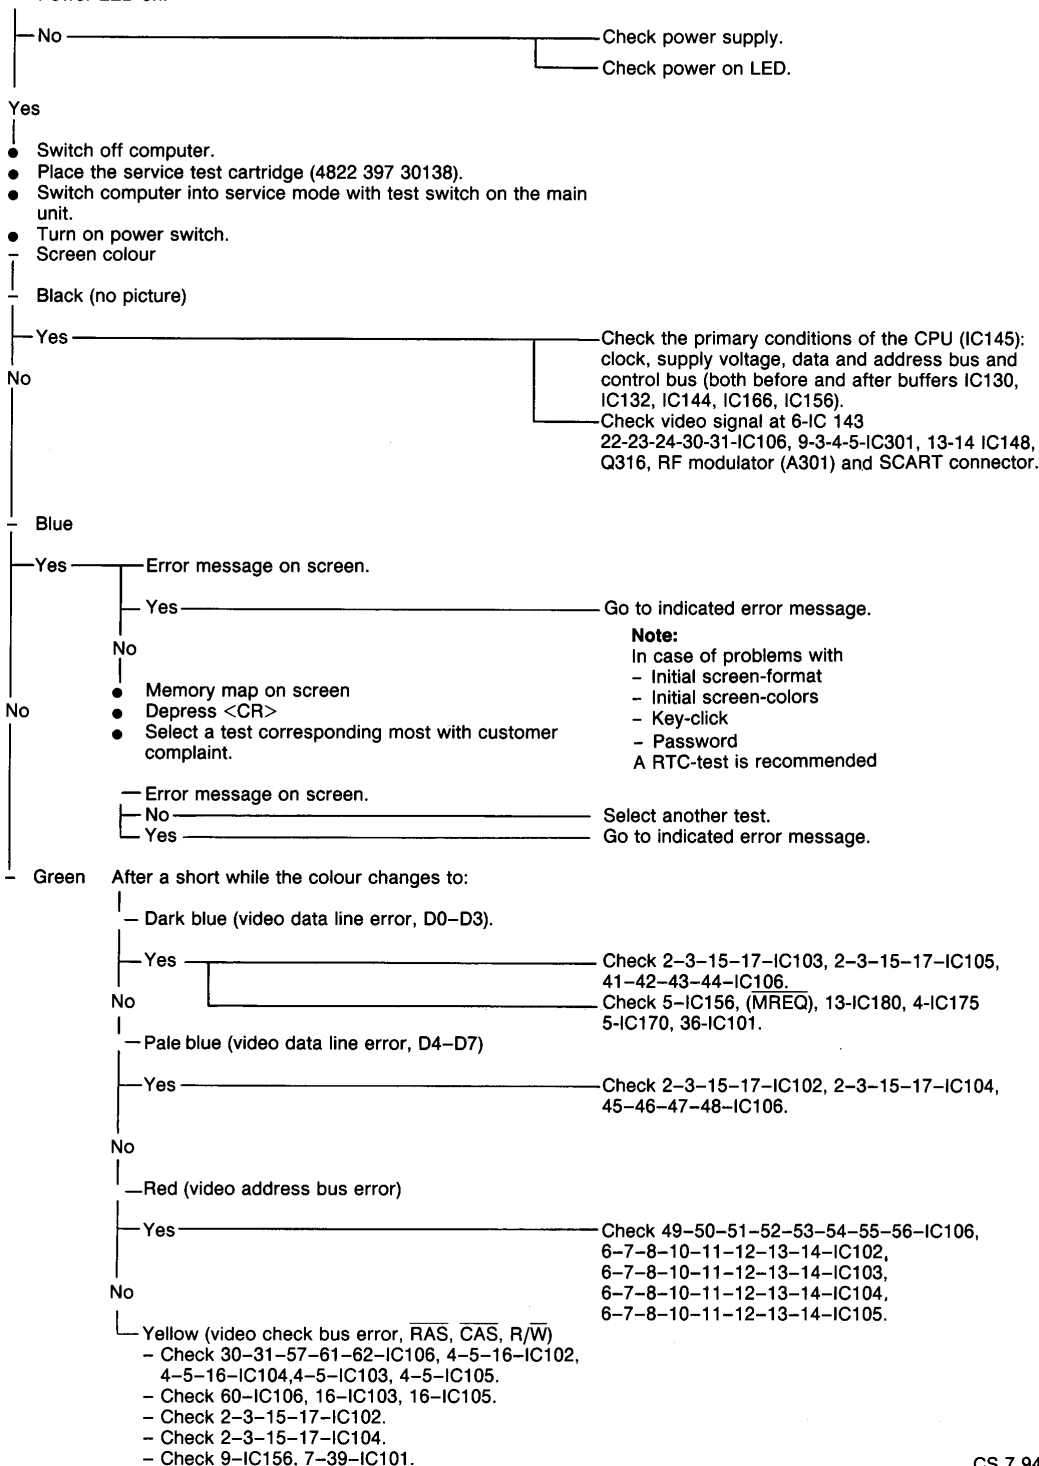 No
Check power supply.
Check power on LED.
Yes
● Switch off computer.
● Place the service test cartridge (4822 397 30138).
● Switch computer into service mode with test switch on the main
unit.
● Turn on power switch.
– Screen colour
– Black (no picture)
Yes
Check the primary conditions of the CPU (IC145):
clock, supply voltage, data and address bus and
control bus (both before and after buffers IC130,
IC132, IC144, IC166, IC156).
No
Check video signal at 6-IC 143
22-23-24-30-31-IC106, 9-3-4-5-IC301, 13-14 IC148,
Q316, RF modulator (A301) and SCART connector.
– Blue
Yes
Error message on screen.
Yes
Go to indicated error message.
No
● Memory map on screen
● Depress <CR>
● Select a test corresponding most with customer
complaint.
Note:
In case of problems with
– Initial screen-format
– Initial screen-colors
– Key-click
– Password
A RTC-test is recommended
No
– Error message on screen.
No
Select another test.
Yes
Go to indicated error message.
– Green After a short while the colour changes to:
– Dark blue (video data line error, D0–D3).
Yes
Check 2–3–15–17–IC103, 2–3–15–17–IC105,
41–42–43–44–IC106.
Check 5–IC156, (M̅R̅E̅Q̅), 13-IC180, 4-IC175
5-IC170, 36-IC101.
No
– Pale blue (video data line error, D4–D7)
Yes
Check 2–3–15–17–IC102, 2–3–15–17–IC104,
45–46–47–48–IC106.
No
– Red (video address bus error)
Yes
Check 49–50–51–52–53–54–55–56–IC106,
6–7–8–10–11–12–13–14–IC102,
6–7–8–10–11–12–13–14–IC103,
6–7–8–10–11–12–13–14–IC104,
6–7–8–10–11–12–13–14–IC105.
No
Yellow (video check bus error, R̅A̅S̅, C̅A̅S̅, R/W̅)
– Check 30–31–57–61–62–IC106, 4–5–16–IC102,
4–5–16–IC104,4–5–IC103, 4–5–IC105.
– Check 60–IC106, 16–IC103, 16–IC105.
– Check 2–3–15–17–IC102.
– Check 2–3–15–17–IC104.
– Check 9–IC156, 7–39–IC101.